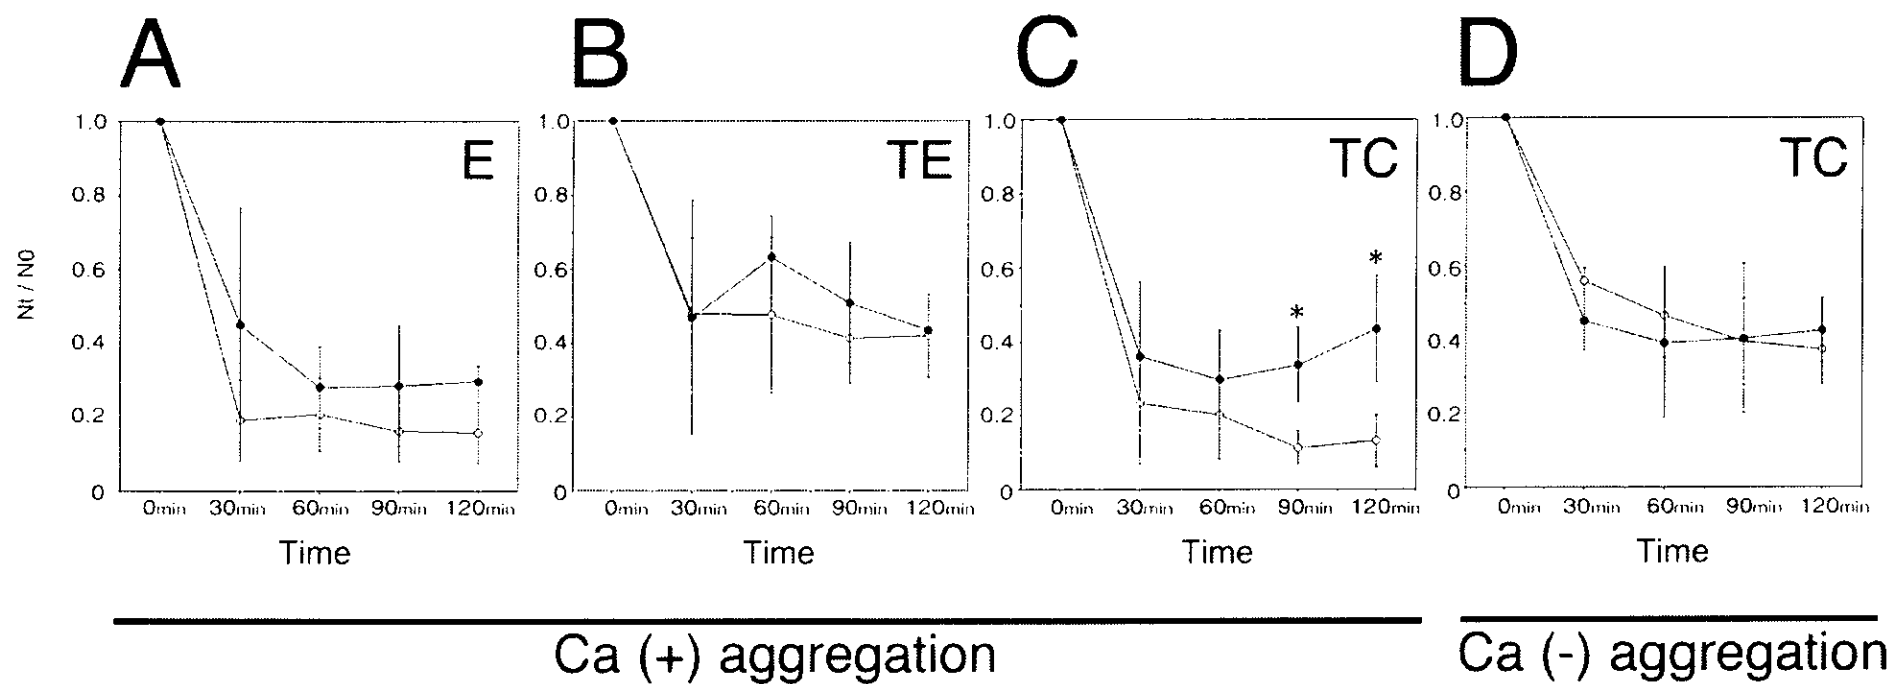 A B C D
E TE TC TC
Nt / N0
1.0 0.8 0.6 0.4 0.2 0
0min 30min 60min 90min 120min
Time
1.0 0.8 0.6 0.4 0.2 0
0min 30min 60min 90min 120min
Time
1.0 0.8 0.6 0.4 0.2 0
* *
0min 30min 60min 90min 120min
Time
1.0 0.8 0.6 0.4 0.2 0
0min 30min 60min 90min 120min
Time
Ca (+) aggregation
Ca (-) aggregation